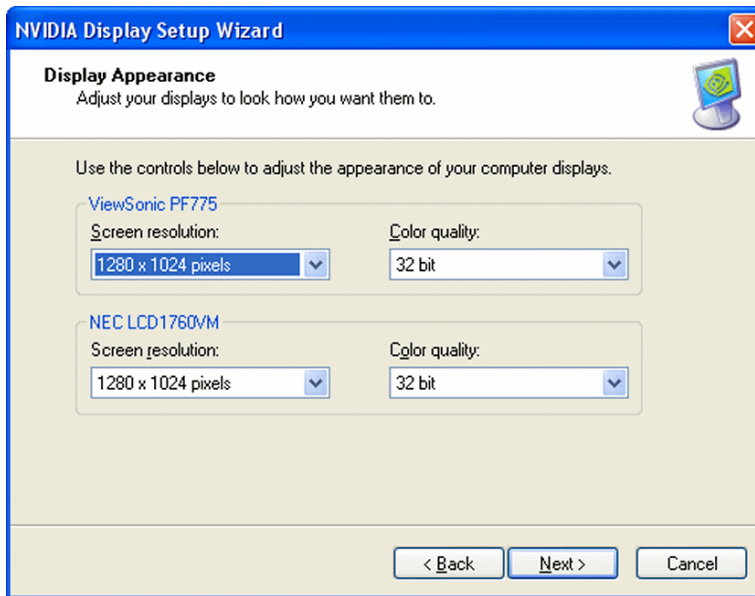 NVIDIA Display Setup Wizard
Display Appearance
Adjust your displays to look how you want them to.
Use the controls below to adjust the appearance of your computer displays.
ViewSonic PF775
Screen resolution: Color quality:
1280 x 1024 pixels 32 bit
NEC LCD1760VM
Screen resolution: Color quality:
1280 x 1024 pixels 32 bit
< Back Next > Cancel